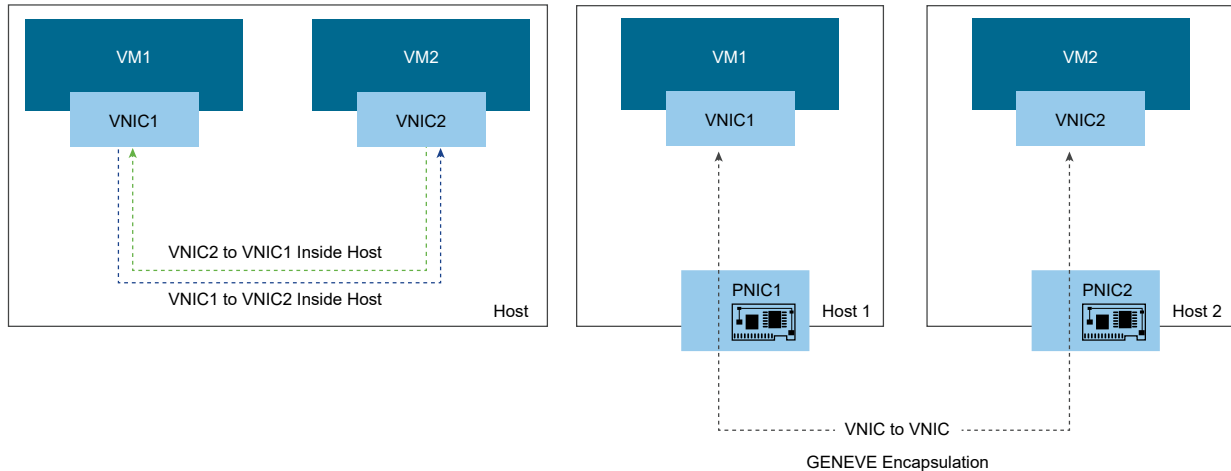 VM1
VM2
VNIC1
VNIC2
VNIC2 to VNIC1 Inside Host
VNIC1 to VNIC2 Inside Host
Host
VM1
VNIC1
PNIC1
Host 1
VM2
VNIC2
PNIC2
Host 2
VNIC to VNIC
GENEVE Encapsulation